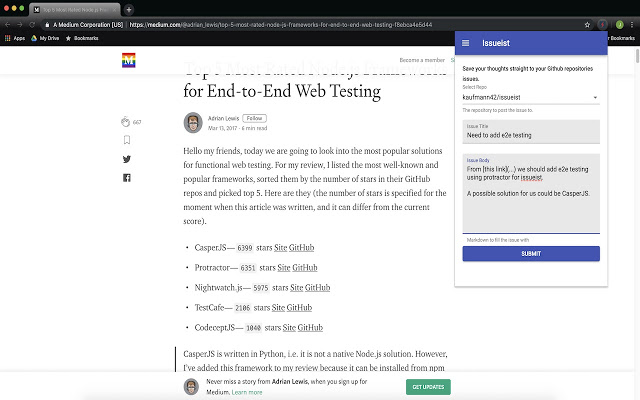 Top 5 Most Rated Node.js Frameworks for End-to-End Web Testing
A Medium Corporation [US] | https://medium.com/@adrian_lewis/top-5-most-rated-node-js-frameworks-for-end-to-end-web-testing-f8ebca4e5d44
Apps
My Drive
Bookmarks
r Bookmarks
Become a member
Top 5 Most Rated Node.js Frameworks
for End-to-End Web Testing
Adrian Lewis Follow
Mar 13, 2017 · 6 min read
667
Hello my friends, today we are going to look into the most popular solutions
for functional web testing. For my review, I listed the most well-known and
popular frameworks, sorted them by the number of stars in their GitHub
repos and picked top 5. Here are they (the number of stars is specified for the
moment when this article was written, and it can differ from the current
score).
• CasperJS— 6399 stars Site GitHub
• Protractor— 6351 stars Site GitHub
• Nightwatch.js— 5975 stars Site GitHub
• TestCafe— 2106 stars Site GitHub
• CodeceptJS— 1040 stars Site GitHub
CasperJS is written in Python, i.e. it is not a native Node.js solution. However,
I've added this framework to my review because it can be installed from npm
Never miss a story from Adrian Lewis, when you sign up for
Medium. Learn more
GET UPDATES
Issueist
Save your thoughts straight to your Github repositories
issues.
Select Repo
kaufmann42/issueist
The repository to post the issue to.
Issue Title
Need to add e2e testing
Issue Body
From [this link](...) we should add e2e testing
using protractor for issueist.
A possible solution for us could be CasperJS.
Markdown to fill the issue with
SUBMIT